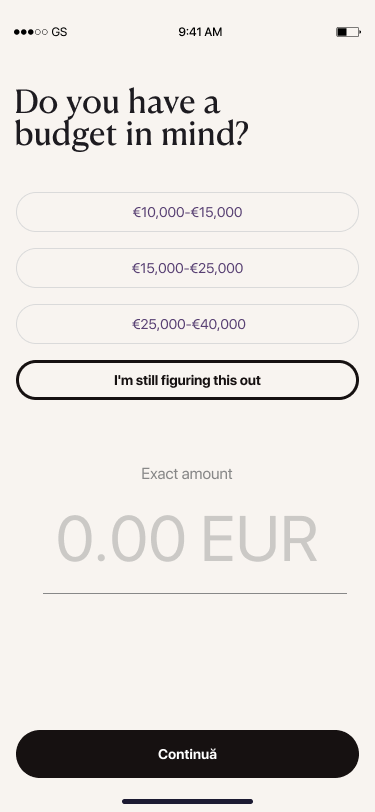 GS
9:41 AM
Do you have a
budget in mind?
€10,000-€15,000
€15,000-€25,000
€25,000-€40,000
I'm still figuring this out
Exact amount
0.00 EUR
Continuă